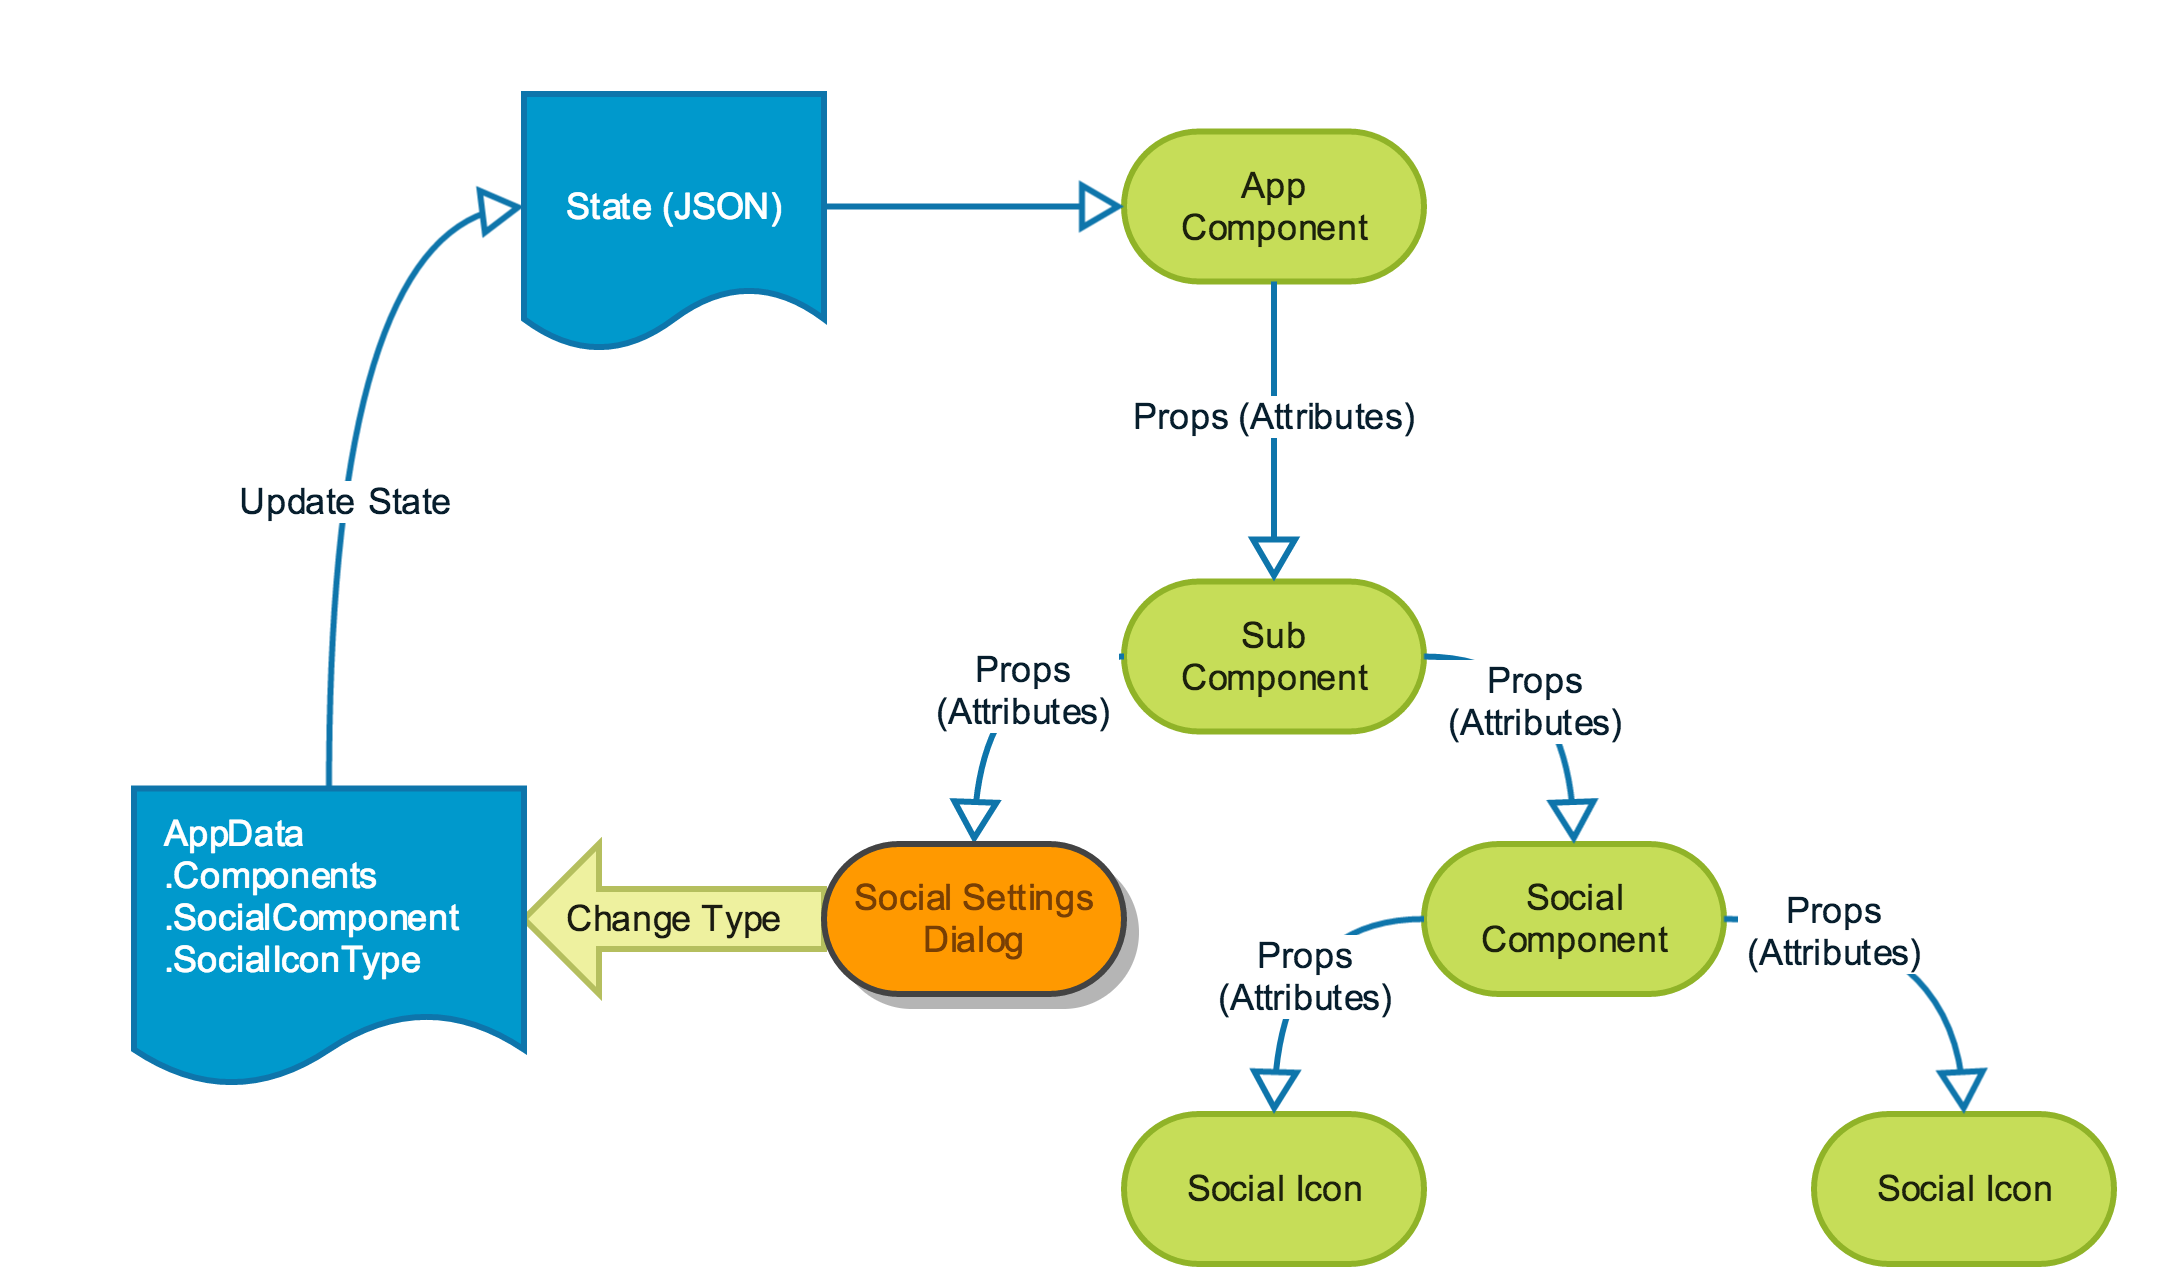 State (JSON)
App
Component
Props (Attributes)
Update State
Sub
Component
Props
(Attributes)
Props
(Attributes)
AppData
.Components
.SocialComponent
.SocialIconType
Change Type
Social Settings
Dialog
Social
Component
Props
(Attributes)
Props
(Attributes)
Social Icon
Social Icon